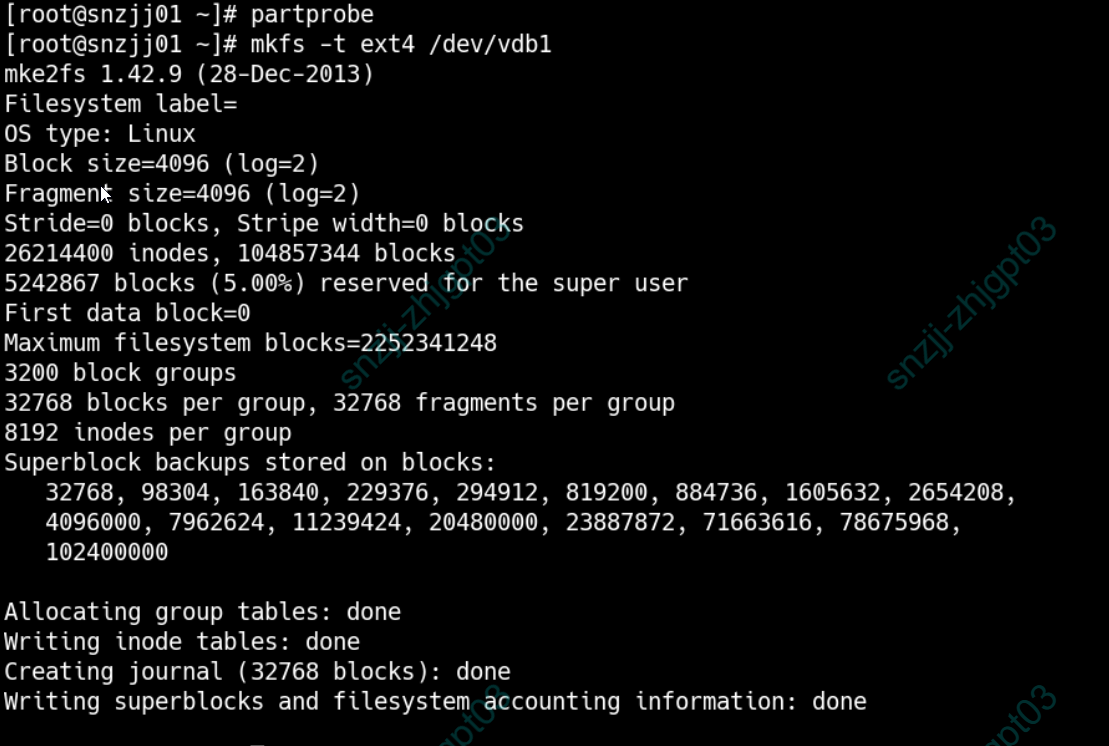 [root@snzjj01 ~]# partprobe
[root@snzjj01 ~]# mkfs -t ext4 /dev/vdb1
mke2fs 1.42.9 (28-Dec-2013)
Filesystem label=
OS type: Linux
Block size=4096 (log=2)
Fragment size=4096 (log=2)
Stride=0 blocks, Stripe width=0 blocks
26214400 inodes, 104857344 blocks
5242867 blocks (5.00%) reserved for the super user
First data block=0
Maximum filesystem blocks=2252341248
3200 block groups
32768 blocks per group, 32768 fragments per group
8192 inodes per group
Superblock backups stored on blocks:
32768, 98304, 163840, 229376, 294912, 819200, 884736, 1605632, 2654208,
4096000, 7962624, 11239424, 20480000, 23887872, 71663616, 78675968,
102400000
Allocating group tables: done
Writing inode tables: done
Creating journal (32768 blocks): done
Writing superblocks and filesystem accounting information: done
snzjj-zhjgpt03
snzjj-zhjgpt03
gpt03
gpt03